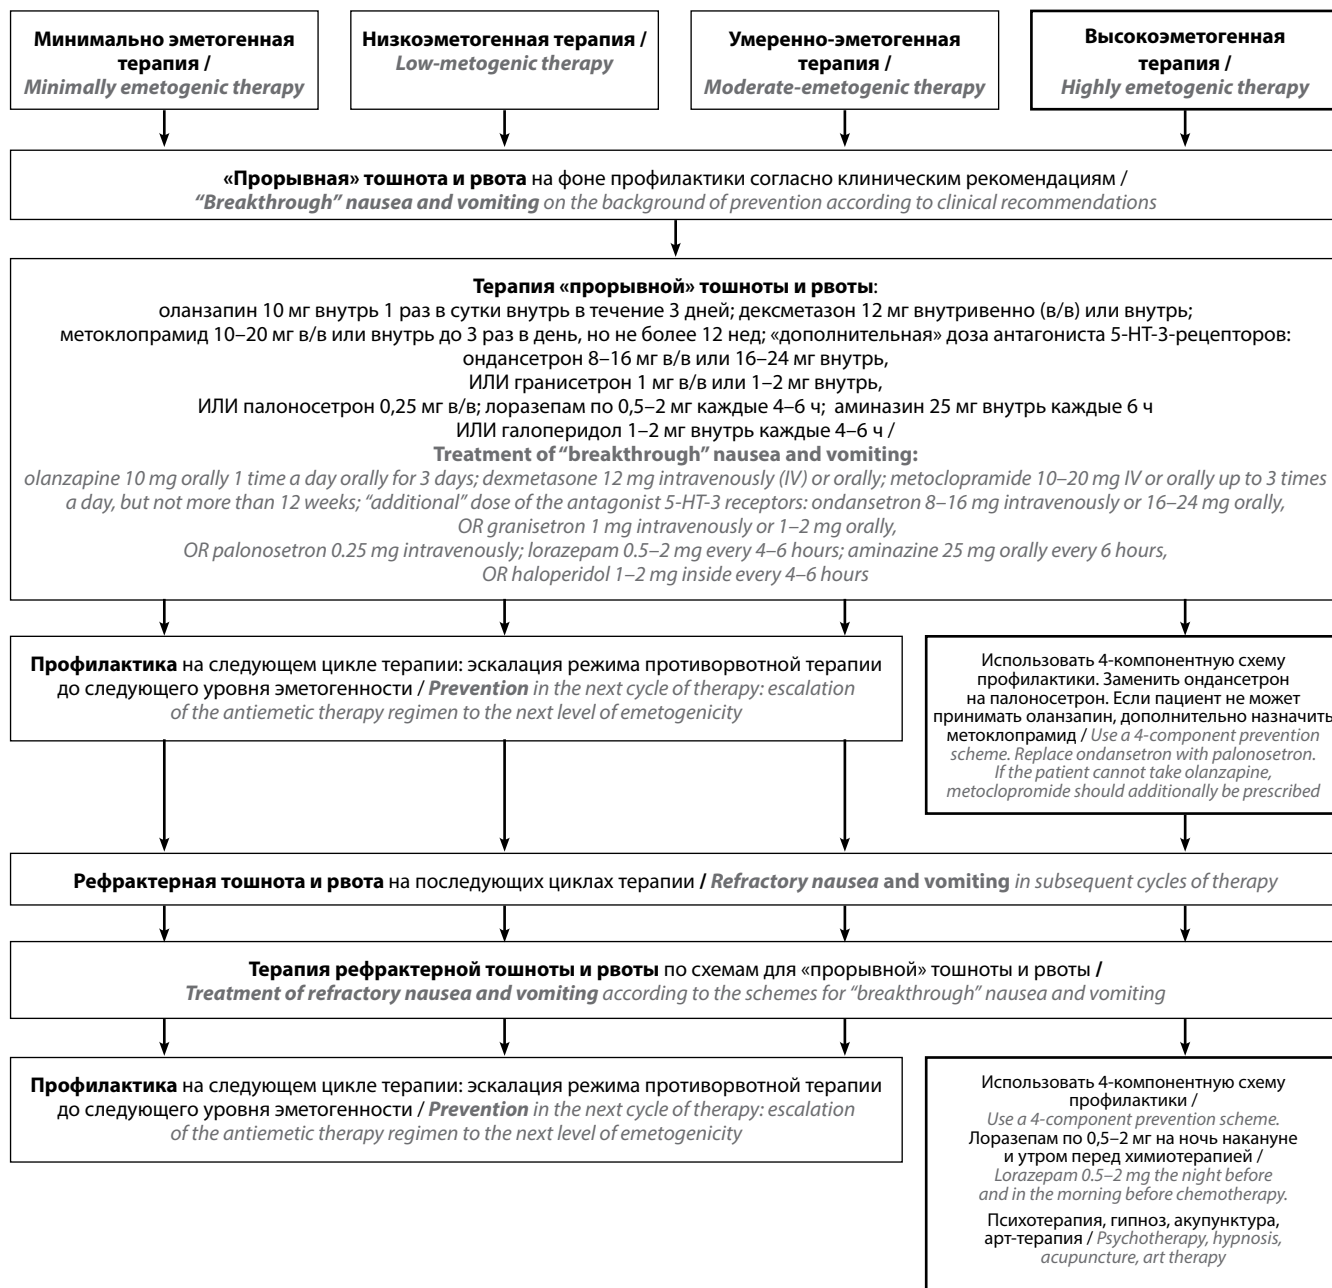 Минимально эметогенная
терапия /
Minimally emetogenic therapy
Низкоэметогенная терапия /
Low-metogenic therapy
Умеренно-эметогенная
терапия /
Moderate-emetogenic therapy
Высокоэметогенная
терапия /
Highly emetogenic therapy
«Прорывная» тошнота и рвота на фоне профилактики согласно клиническим рекомендациям /
“Breakthrough” nausea and vomiting on the background of prevention according to clinical recommendations
Терапия «прорывной» тошноты и рвоты:
оланзапин 10 мг внутрь 1 раз в сутки внутрь в течение 3 дней; дексметазон 12 мг внутривенно (в/в) или внутрь;
метоклопрамид 10–20 мг в/в или внутрь до 3 раз в день, но не более 12 нед; «дополнительная» доза антагониста 5-НТ-3-рецепторов:
ондансетрон 8–16 мг в/в или 16–24 мг внутрь,
ИЛИ гранисетрон 1 мг в/в или 1–2 мг внутрь,
ИЛИ палоносетрон 0,25 мг в/в; лоразепам по 0,5–2 мг каждые 4–6 ч; аминазин 25 мг внутрь каждые 6 ч
ИЛИ галоперидол 1–2 мг внутрь каждые 4–6 ч /
Treatment of “breakthrough” nausea and vomiting:
olanzapine 10 mg orally 1 time a day orally for 3 days; dexmetasone 12 mg intravenously (IV) or orally; metoclopramide 10–20 mg IV or orally up to 3 times
a day, but not more than 12 weeks; “additional” dose of the antagonist 5-HT-3 receptors: ondansetron 8–16 mg intravenously or 16–24 mg orally,
OR granisetron 1 mg intravenously or 1–2 mg orally,
OR palonosetron 0.25 mg intravenously; lorazepam 0.5–2 mg every 4–6 hours; aminazine 25 mg orally every 6 hours,
OR haloperidol 1–2 mg inside every 4–6 hours
Профилактика на следующем цикле терапии: эскалация режима противорвотной терапии
до следующего уровня эметогенности / Prevention in the next cycle of therapy: escalation
of the antiemetic therapy regimen to the next level of emetogenicity
Использовать 4-компонентную схему
профилактики. Заменить ондансетрон
на палоносетрон. Если пациент не может
принимать оланзапин, дополнительно назначить
метоклопрамид / Use a 4-component prevention
scheme. Replace ondansetron with palonosetron.
If the patient cannot take olanzapine,
metoclopromide should additionally be prescribed
Рефрактерная тошнота и рвота на последующих циклах терапии / Refractory nausea and vomiting in subsequent cycles of therapy
Терапия рефрактерной тошноты и рвоты по схемам для «прорывной» тошноты и рвоты /
Treatment of refractory nausea and vomiting according to the schemes for “breakthrough” nausea and vomiting
Профилактика на следующем цикле терапии: эскалация режима противорвотной терапии
до следующего уровня эметогенности / Prevention in the next cycle of therapy: escalation
of the antiemetic therapy regimen to the next level of emetogenicity
Использовать 4-компонентную схему
профилактики /
Use a 4-component prevention scheme.
Лоразепам по 0,5–2 мг на ночь накануне
и утром перед химиотерапией /
Lorazepam 0.5–2 mg the night before
and in the morning before chemotherapy.
Психотерапия, гипноз, акупунктура,
арт-терапия / Psychotherapy, hypnosis,
acupuncture, art therapy